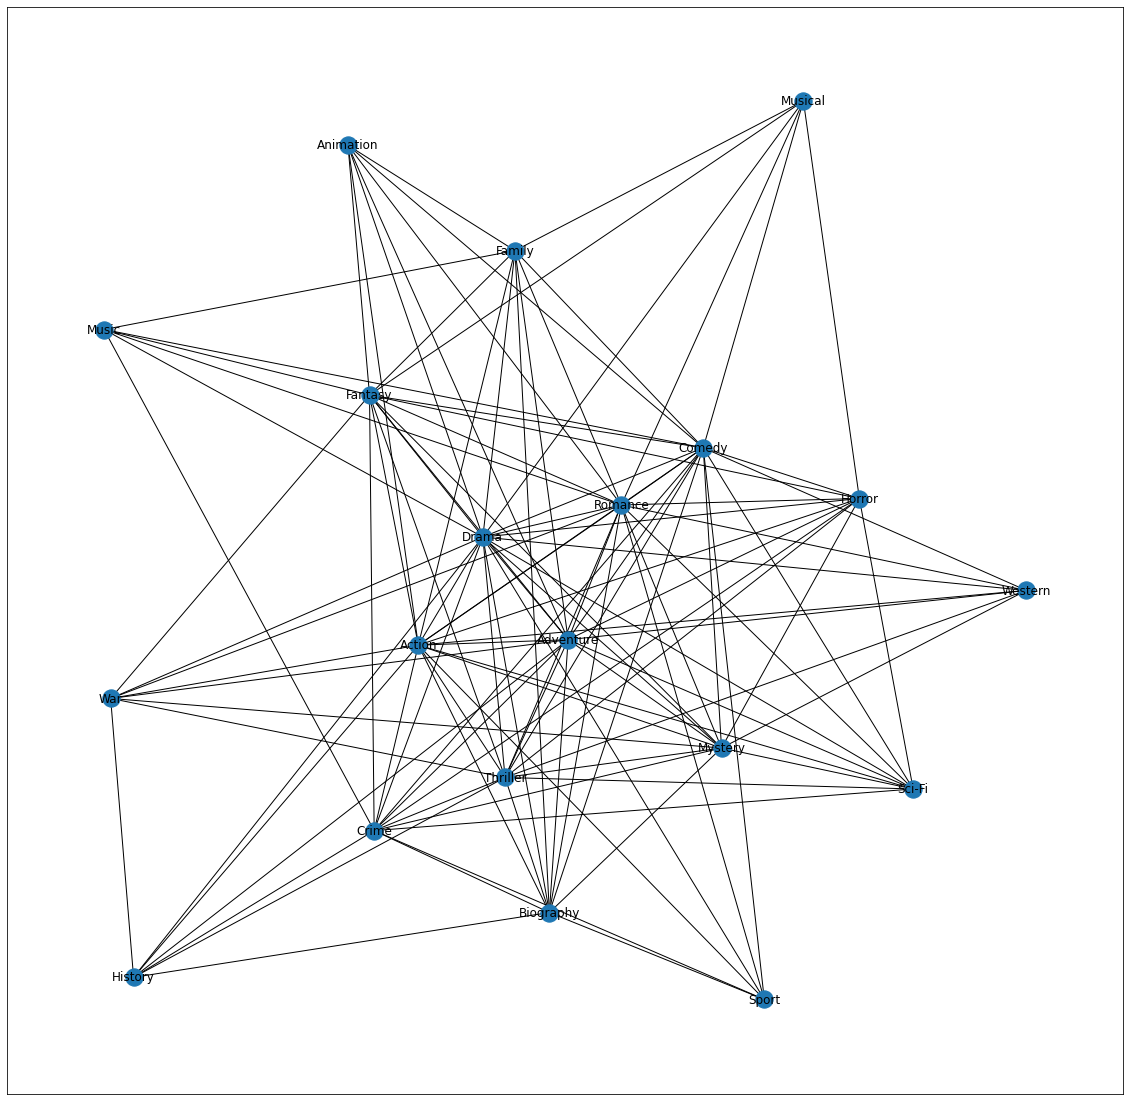 Musical
Animation
Family
Music
Fantasy
Comedy
Horror
Romance
Drama
Western
Adventure
Action
War
Mystery
Thriller
Sci-Fi
Crime
Biography
History
Sport